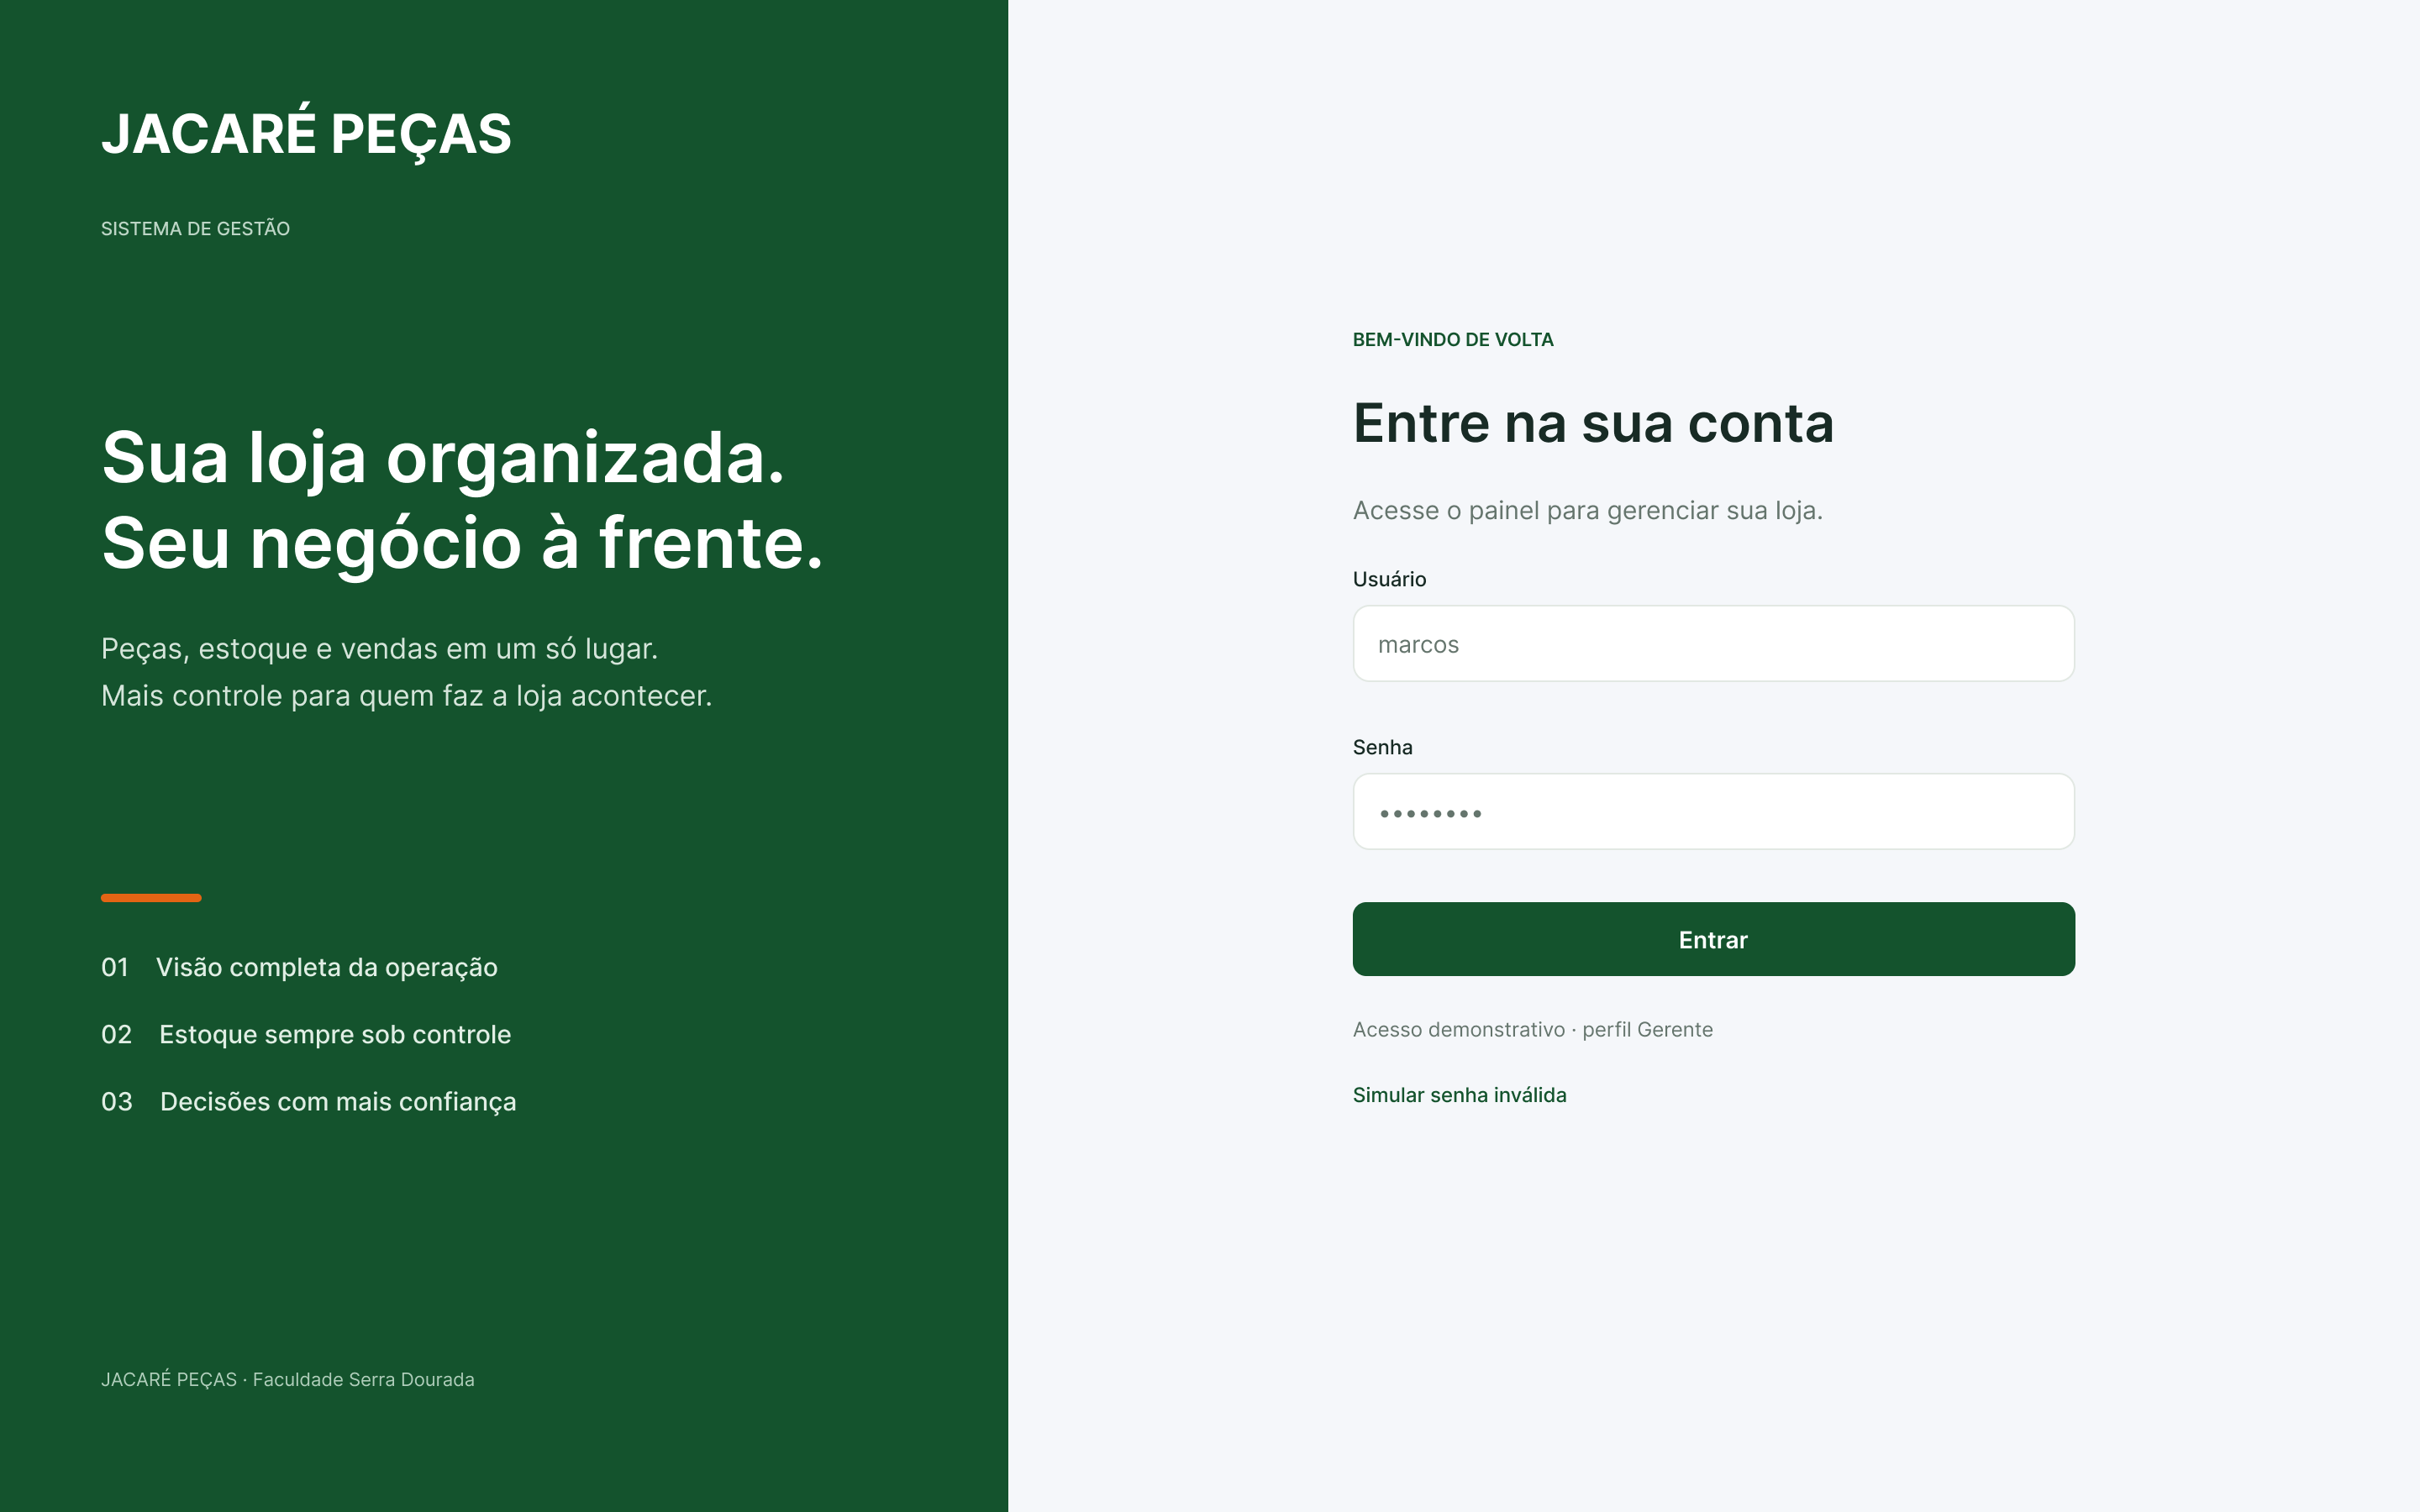 JACARÉ PEÇAS
SISTEMA DE GESTÃO
Sua loja organizada.
Seu negócio à frente.
Peças, estoque e vendas em um só lugar.
Mais controle para quem faz a loja acontecer.
01 Visão completa da operação
02 Estoque sempre sob controle
03 Decisões com mais confiança
JACARÉ PEÇAS · Faculdade Serra Dourada
BEM-VINDO DE VOLTA
Entre na sua conta
Acesse o painel para gerenciar sua loja.
Usuário
marcos
Senha
••••••••
Entrar
Acesso demonstrativo · perfil Gerente
Simular senha inválida